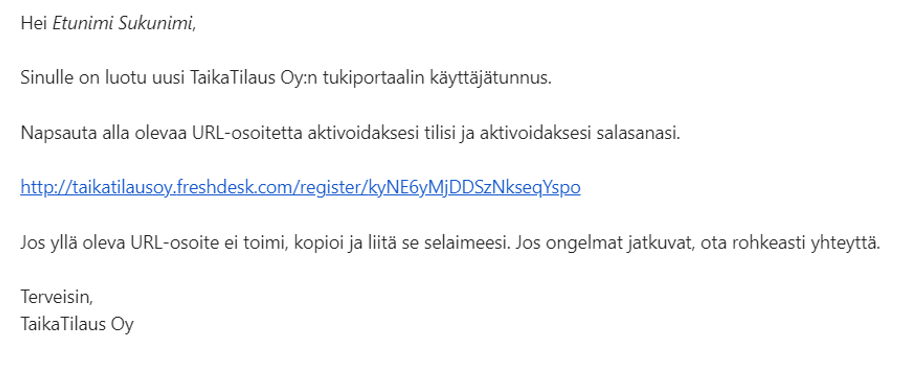 Hei Etunimi Sukunimi,
Sinulle on luotu uusi TaikaTilaus Oy:n tukiportaalin käyttäjätunnus.
Napsauta alla olevaa URL-osoitetta aktivoidaksesi tilisi ja aktivoidaksesi salasanasi.
http://taikatilausoy.freshdesk.com/register/kyNE6yMjDDSzNkseqYspo
Jos yllä oleva URL-osoite ei toimi, kopioi ja liitä se selaimeesi. Jos ongelmat jatkuvat, ota rohkeasti yhteyttä.
Terveisin,
TaikaTilaus Oy